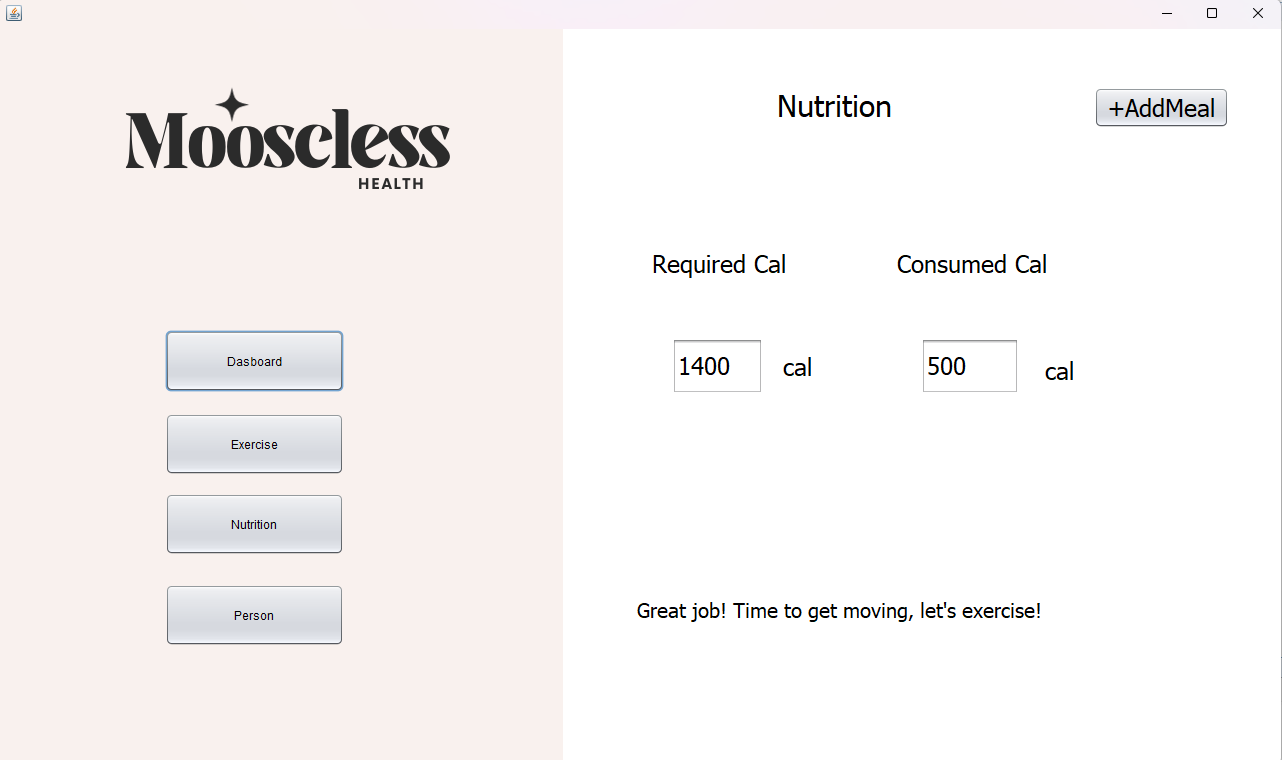 Mooscless
HEALTH
Dasboard
Exercise
Nutrition
Person
Nutrition
+AddMeal
Required Cal
Consumed Cal
1400 cal
500 cal
Great job! Time to get moving, let's exercise!